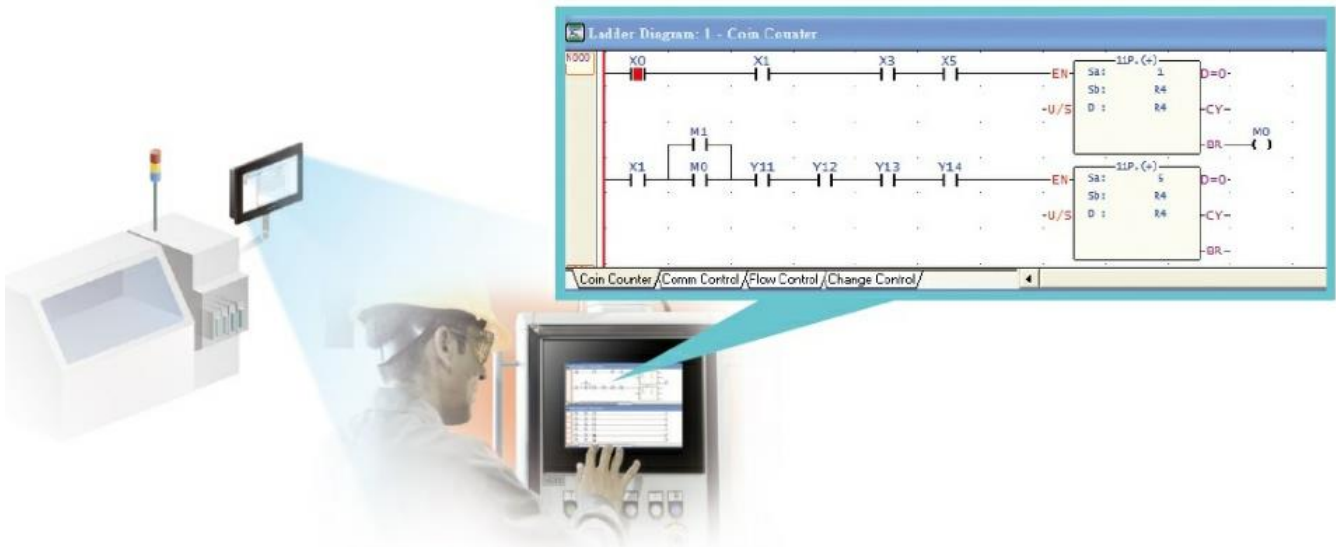 Ladder Diagram: 1 - Coin Counter
N000
X0 X1 X3 X5
11P.(+)
EN Sa: 1 D=0
Sb: R4
U/S D : R4 CY
M1 BR M0
X1 M0 Y11 Y12 Y13 Y14
11P.(+)
EN Sa: 5 D=0
Sb: R4
U/S D : R4 CY
BR
Coin Counter Comm Control Flow Control Change Control